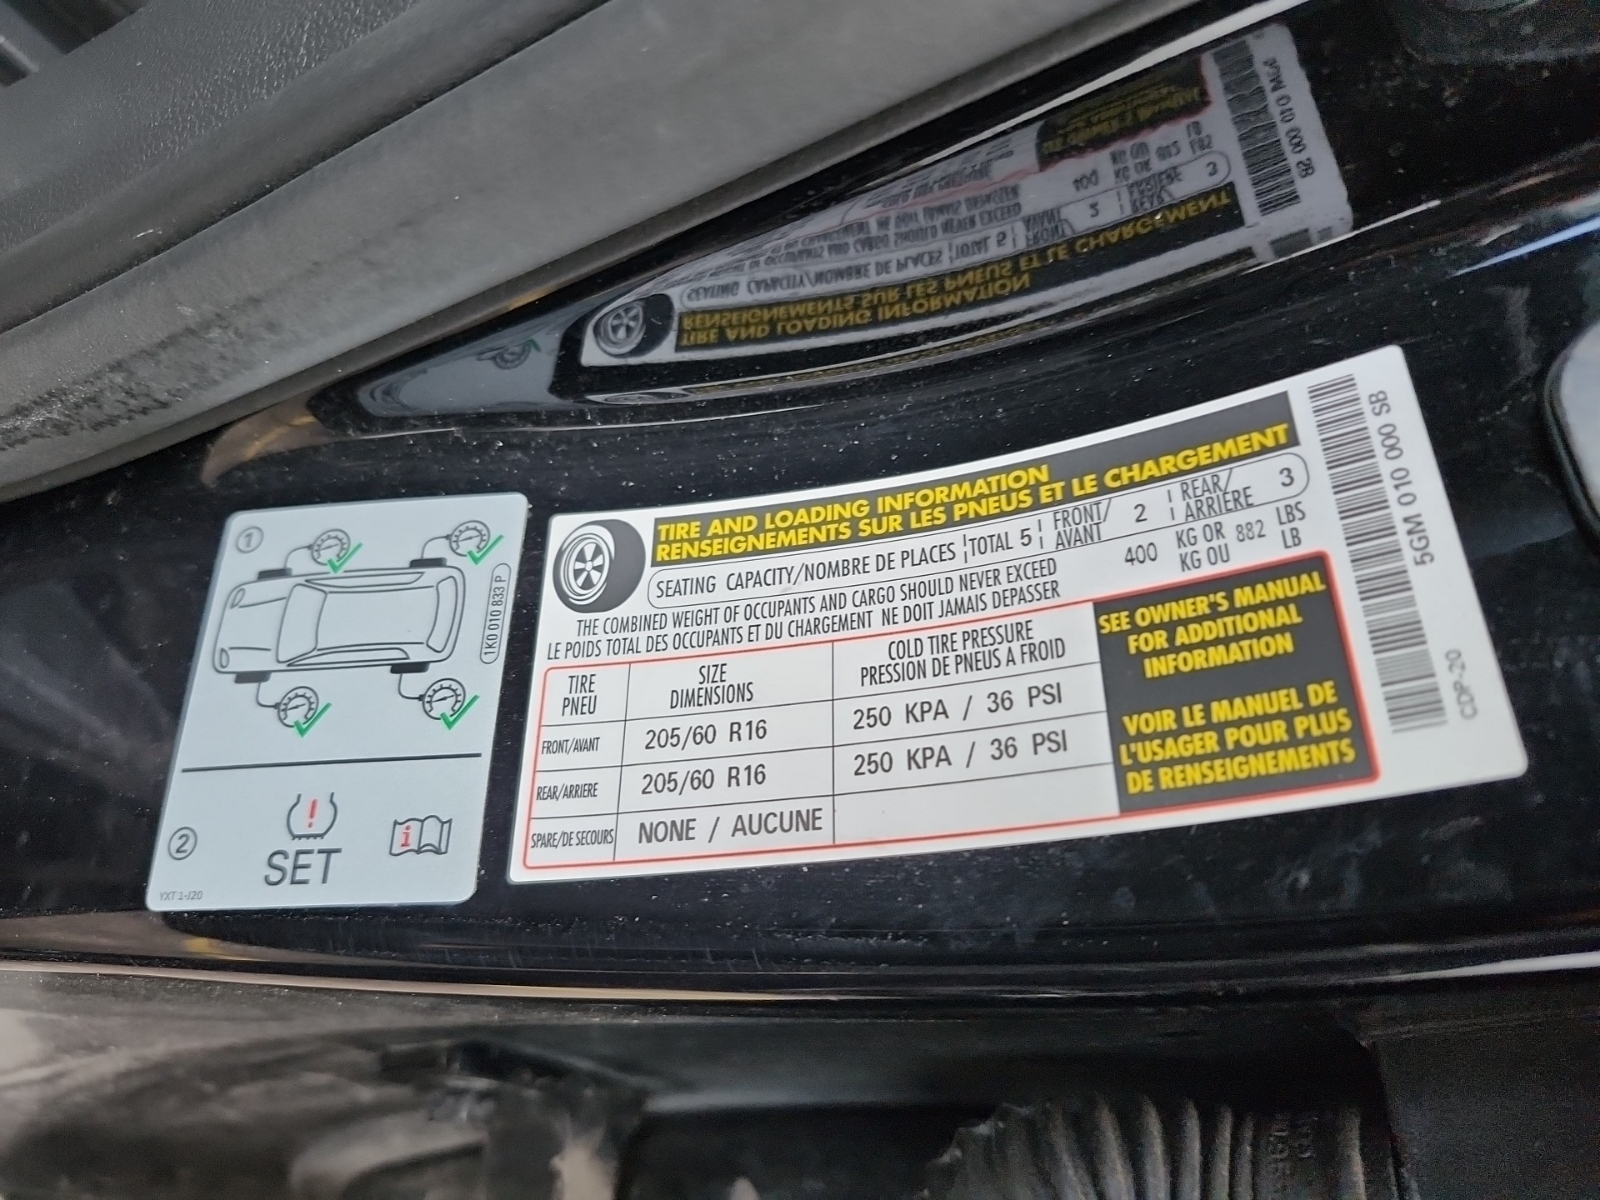 1
1K0 010 833 P
2
SET
YXT 1-J20
TIRE AND LOADING INFORMATION
RENSEIGNEMENTS SUR LES PNEUS ET LE CHARGEMENT
SEATING CAPACITY/NOMBRE DE PLACES TOTAL 5 FRONT/AVANT 2 REAR/ARRIÈRE 3
THE COMBINED WEIGHT OF OCCUPANTS AND CARGO SHOULD NEVER EXCEED 400 KG OR 882 LBS
LE POIDS TOTAL DES OCCUPANTS ET DU CHARGEMENT NE DOIT JAMAIS DEPASSER KG OU LB
TIRE SIZE COLD TIRE PRESSURE
PNEU DIMENSIONS PRESSION DE PNEUS A FROID
FRONT/AVANT 205/60 R16 250 KPA / 36 PSI
REAR/ARRIERE 205/60 R16 250 KPA / 36 PSI
SPARE/DE SECOURS NONE / AUCUNE
SEE OWNER'S MANUAL
FOR ADDITIONAL
INFORMATION
VOIR LE MANUEL DE
L'USAGER POUR PLUS
DE RENSEIGNEMENTS
5GM 010 000 SB